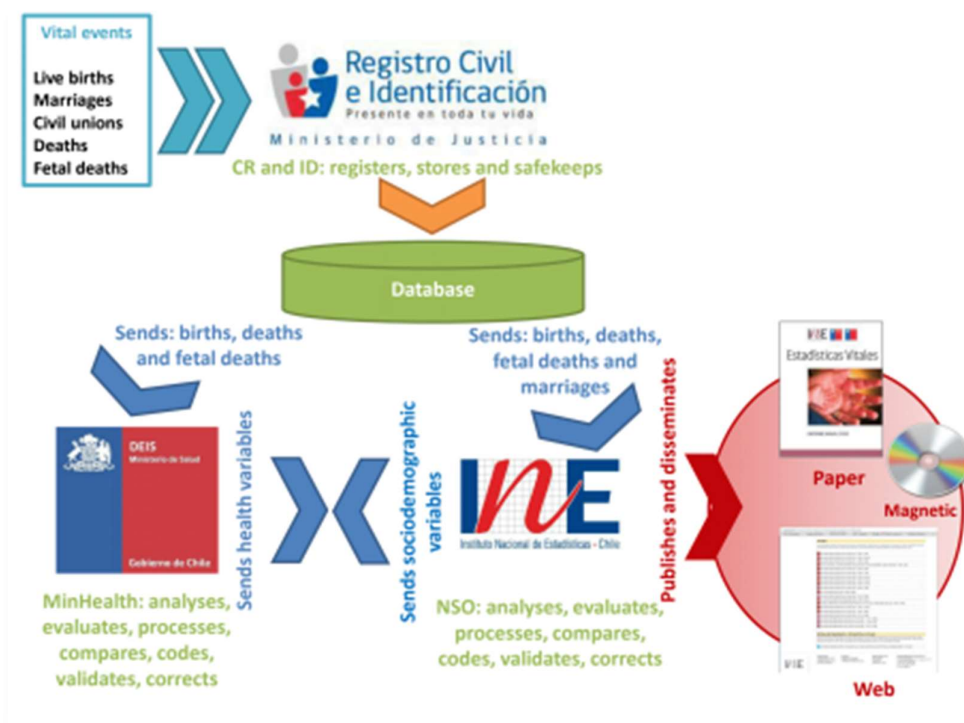 Vital events
Live births
Marriages
Civil unions
Deaths
Fetal deaths
Registro Civil
e Identificación
Presente en toda tu vida
Ministerio de Justicia
CR and ID: registers, stores and safekeeps
Database
Sends: births, deaths
and fetal deaths
Sends: births, deaths,
fetal deaths and
marriages
DEIS
Ministerio de Salud
Gobierno de Chile
Sends health variables
Sends sociodemographic
variables
INE
Instituto Nacional de Estadísticas - Chile
Publishes and disseminates
MinHealth: analyses,
evaluates, processes,
compares, codes,
validates, corrects
NSO: analyses, evaluates,
processes, compares,
codes, validates, corrects
INE
Estadísticas Vitales
Paper
Magnetic
INE
Web